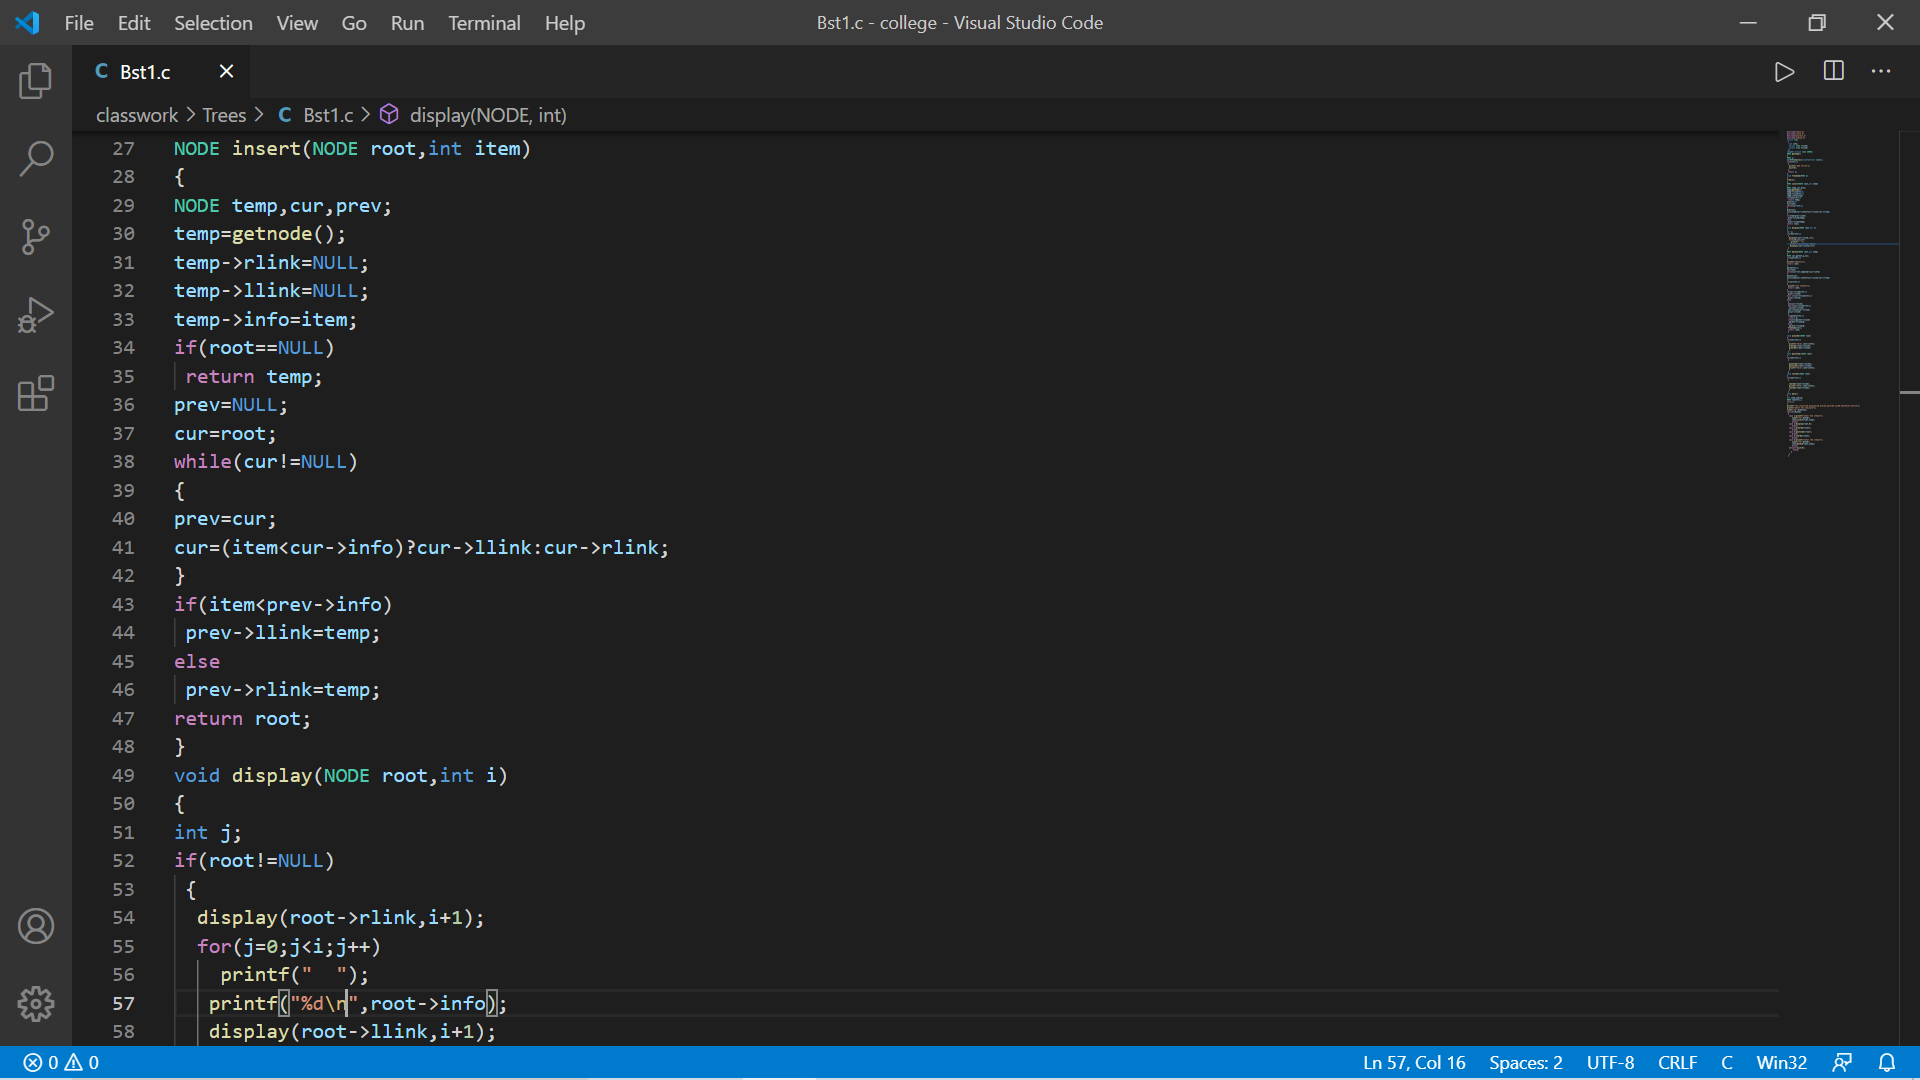 File Edit Selection View Go Run Terminal Help Bst1.c - college - Visual Studio Code
C Bst1.c
classwork > Trees > C Bst1.c > display(NODE, int)
27 NODE insert(NODE root,int item)
28 {
29 NODE temp,cur,prev;
30 temp=getnode();
31 temp->rlink=NULL;
32 temp->llink=NULL;
33 temp->info=item;
34 if(root==NULL)
35 return temp;
36 prev=NULL;
37 cur=root;
38 while(cur!=NULL)
39 {
40 prev=cur;
41 cur=(item<cur->info)?cur->llink:cur->rlink;
42 }
43 if(item<prev->info)
44 prev->llink=temp;
45 else
46 prev->rlink=temp;
47 return root;
48 }
49 void display(NODE root,int i)
50 {
51 int j;
52 if(root!=NULL)
53 {
54 display(root->rlink,i+1);
55 for(j=0;j<i;j++)
56 printf("  ");
57 printf("%d\n",root->info);
58 display(root->llink,i+1);
0 0 Ln 57, Col 16 Spaces: 2 UTF-8 CRLF C Win32